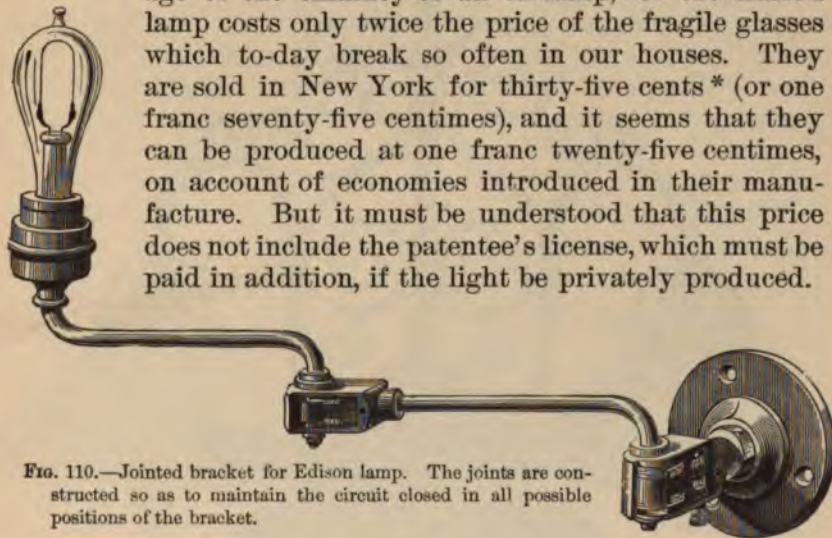 lamp costs only twice the price of the fragile glasses
which to-day break so often in our houses. They
are sold in New York for thirty-five cents * (or one
franc seventy-five centimes), and it seems that they
can be produced at one franc twenty-five centimes,
on account of economies introduced in their manu-
facture. But it must be understood that this price
does not include the patentee's license, which must be
paid in addition, if the light be privately produced.
FIG. 110.—Jointed bracket for Edison lamp. The joints are con-
structed so as to maintain the circuit closed in all possible
positions of the bracket.